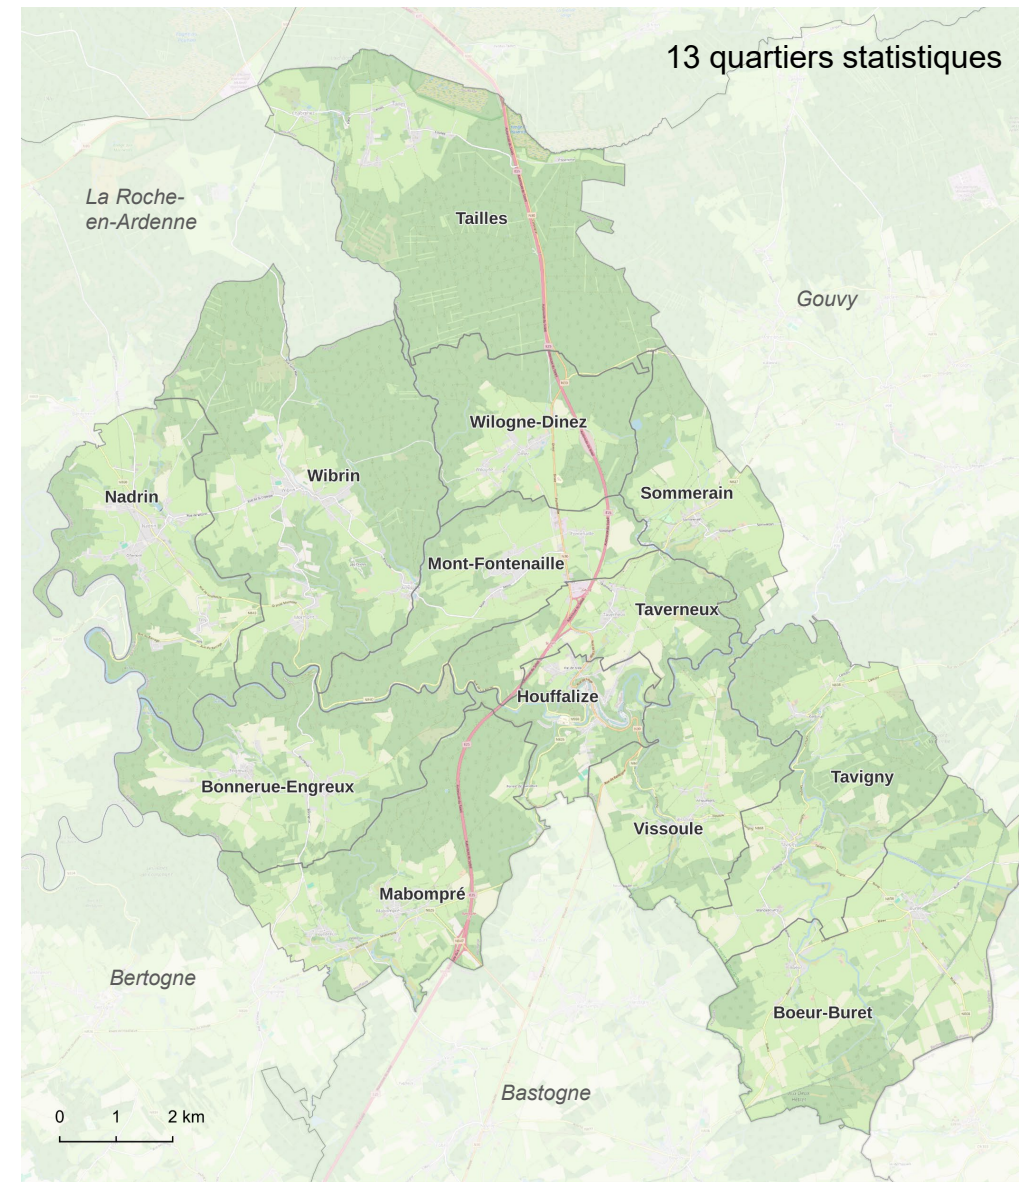 13 quartiers statistiques
La Roche-
en-Ardenne
Tailles
Gouvy
Wilogne-Dinez
Wibrin
Nadrin
Sommerain
Mont-Fontenaille
Taverneux
Houffalize
Tavigny
Bonnerue-Engreux
Vissoule
Mabompré
Bertogne
Boeur-Buret
Bastogne
0 1 2 km